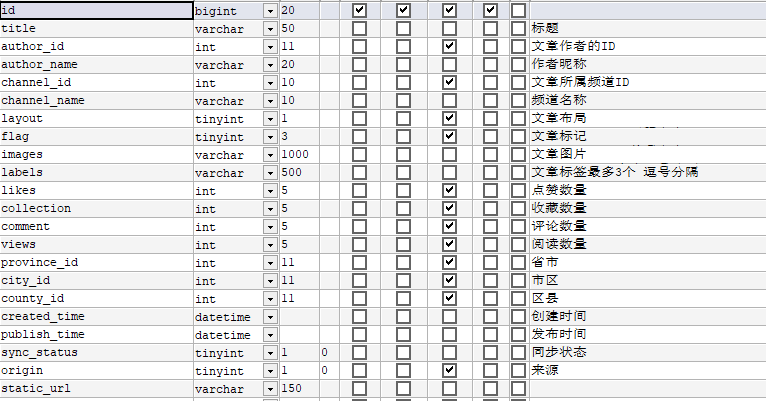 id bigint 20
title varchar 50 标题
author_id int 11 文章作者的ID
author_name varchar 20 作者昵称
channel_id int 10 文章所属频道ID
channel_name varchar 10 频道名称
layout tinyint 1 文章布局
flag tinyint 3 文章标记
images varchar 1000 文章图片
labels varchar 500 文章标签最多3个 逗号分隔
likes int 5 点赞数量
collection int 5 收藏数量
comment int 5 评论数量
views int 5 阅读数量
province_id int 11 省市
city_id int 11 市区
county_id int 11 区县
created_time datetime 创建时间
publish_time datetime 发布时间
sync_status tinyint 1 0 同步状态
origin tinyint 1 0 来源
static_url varchar 150